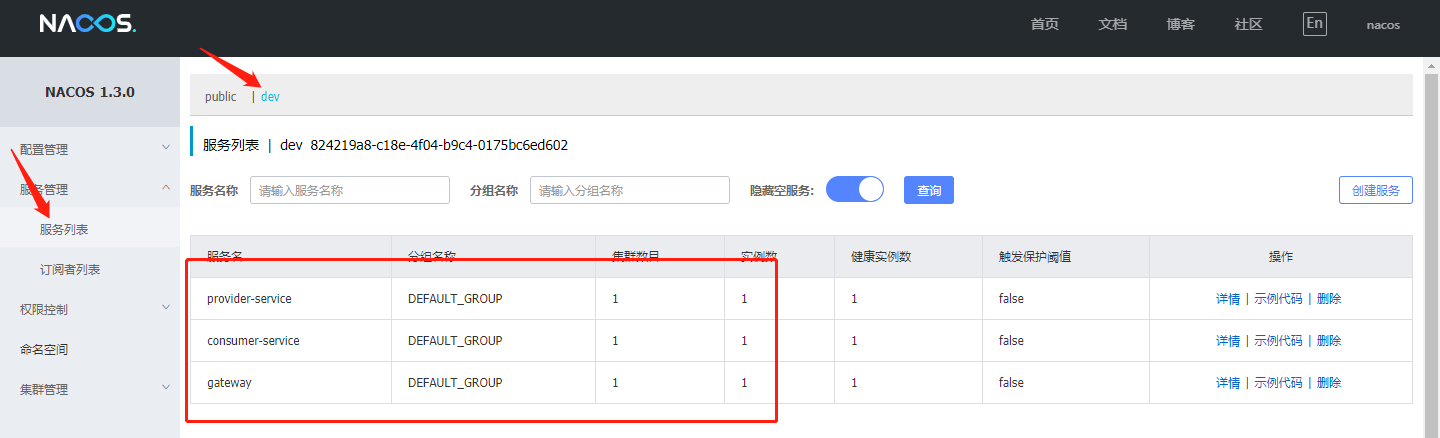 NACOS.
首页 文档 博客 社区 En nacos
NACOS 1.3.0
配置管理
服务管理
服务列表
订阅者列表
权限控制
命名空间
集群管理
public | dev
服务列表 | dev 824219a8-c18e-4f04-b9c4-0175bc6ed602
服务名称 请输入服务名称 分组名称 请输入分组名称 隐藏空服务: 查询 创建服务
服务名 分组名称 集群数目 实例数 健康实例数 触发保护阈值 操作
provider-service DEFAULT_GROUP 1 1 1 false 详情 | 示例代码 | 删除
consumer-service DEFAULT_GROUP 1 1 1 false 详情 | 示例代码 | 删除
gateway DEFAULT_GROUP 1 1 1 false 详情 | 示例代码 | 删除